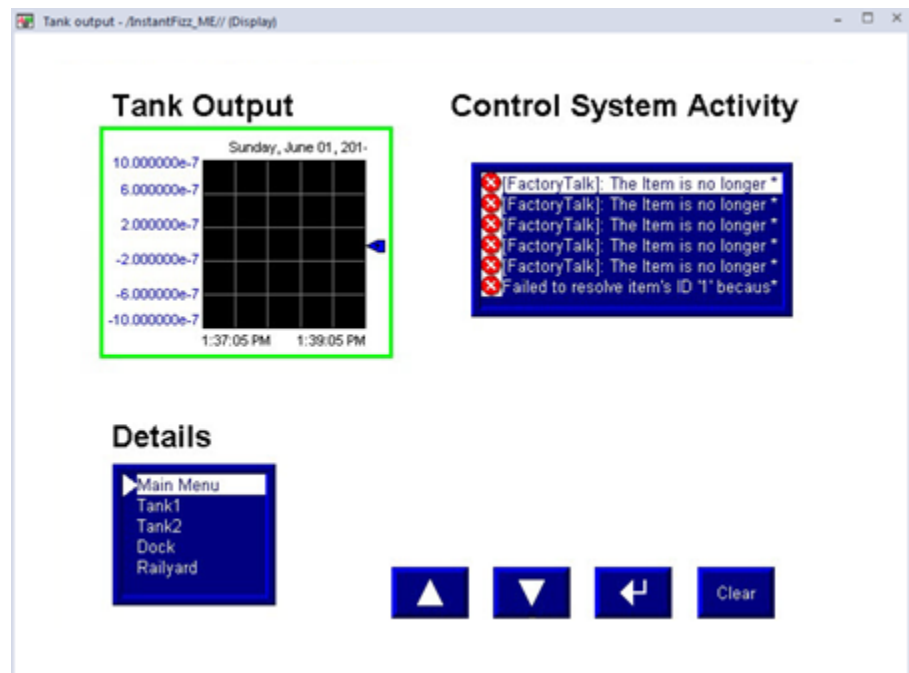 Tank output - /InstantFizz_ME// (Display)
Tank Output
Sunday, June 01, 201-
10.000000e-7
6.000000e-7
2.000000e-7
-2.000000e-7
-6.000000e-7
-10.000000e-7
1:37:05 PM 1:39:05 PM
Control System Activity
[FactoryTalk]: The Item is no longer *
[FactoryTalk]: The Item is no longer *
[FactoryTalk]: The Item is no longer *
[FactoryTalk]: The Item is no longer *
[FactoryTalk]: The Item is no longer *
Failed to resolve item's ID '1' becaus*
Details
Main Menu
Tank1
Tank2
Dock
Railyard
Clear